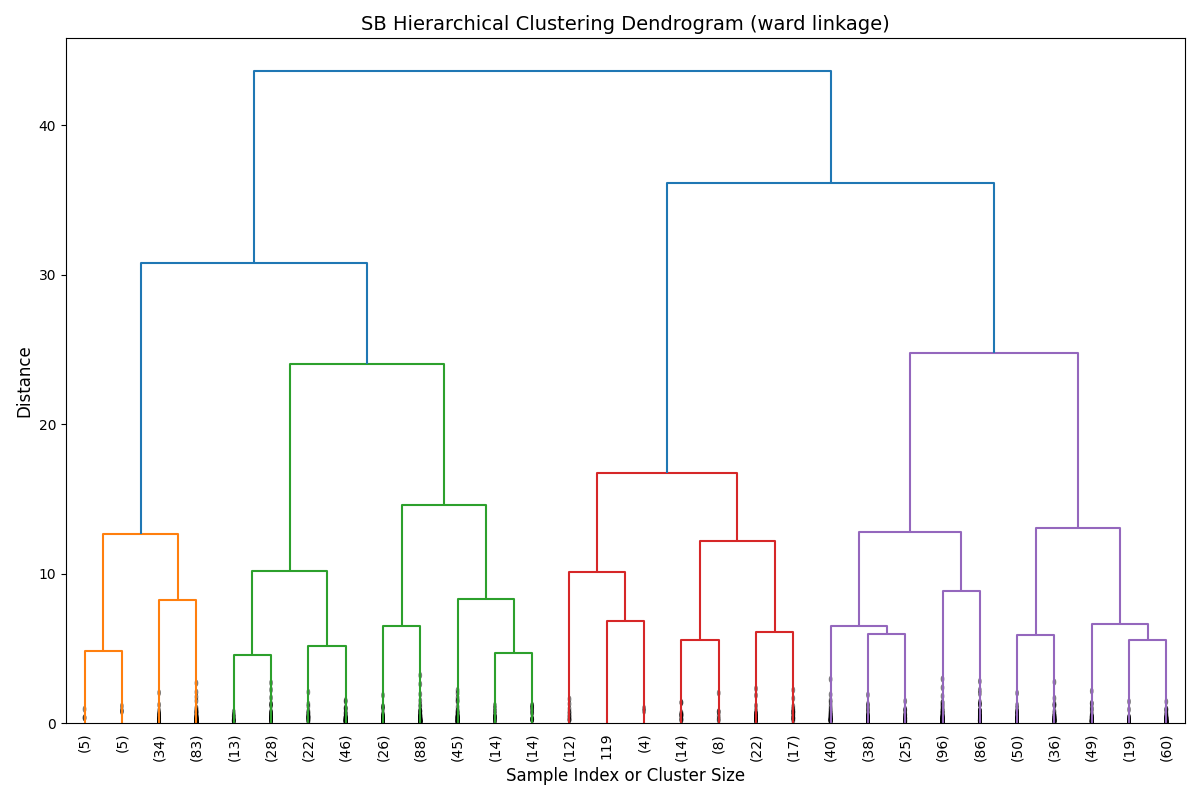 SB Hierarchical Clustering Dendrogram (ward linkage)
40
30
20
10
0
Distance
(5) (5) (34) (83) (13) (28) (22) (46) (26) (88) (45) (14) (14) (12) 119 (4) (14) (8) (22) (17) (40) (38) (25) (96) (86) (50) (36) (49) (19) (60)
Sample Index or Cluster Size